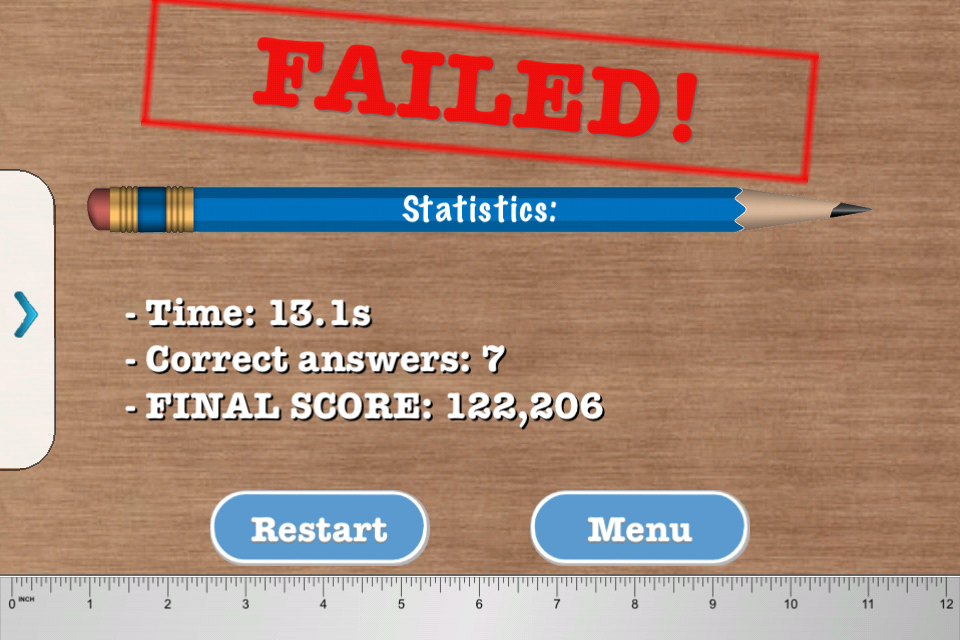 FAILED!
Statistics:
- Time: 13.1s
- Correct answers: 7
- FINAL SCORE: 122,206
Restart Menu
0 INCH 1 2 3 4 5 6 7 8 9 10 11 12